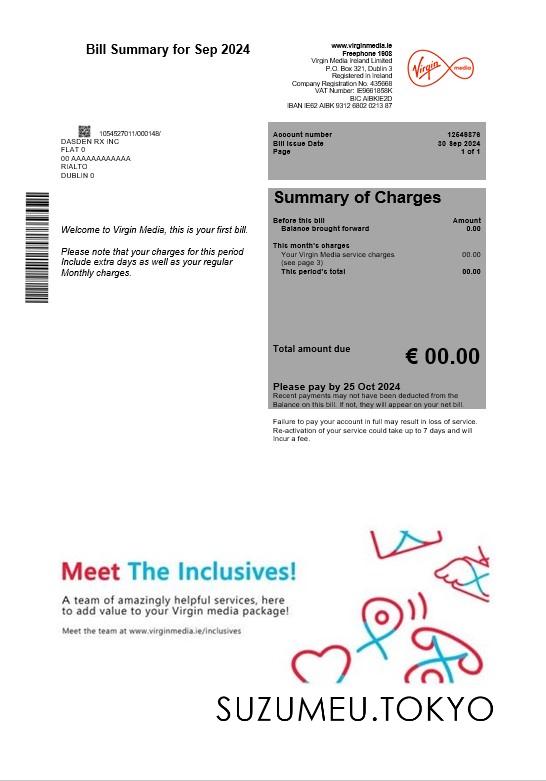 Bill Summary for Sep 2024
www.virginmedia.ie
Freephone 1908
Virgin Media Ireland Limited
P.O. Box 321, Dublin 3
Registered in Ireland
Company Registration No. 435668
VAT Number: IE9661858K
BIC AIBKIE2D
IBAN IE62 AIBK 9312 6802 0213 87
Virgin media
1054527011/000148/
DASDEN RX INC
FLAT 0
00 AAAAAAAAAAAA
RIALTO
DUBLIN 0
Account number 12548876
Bill Issue Date 30 Sep 2024
Page 1 of 1
Welcome to Virgin Media, this is your first bill.
Please note that your charges for this period
Include extra days as well as your regular
Monthly charges.
Summary of Charges
Before this bill Amount
Balance brought forward 0.00
This month's charges
Your Virgin Media service charges 00.00
(see page 3)
This period's total 00.00
Total amount due € 00.00
Please pay by 25 Oct 2024
Recent payments may not have been deducted from the
Balance on this bill. If not, they will appear on your net bill.
Failure to pay your account in full may result in loss of service.
Re-activation of your service could take up to 7 days and will
incur a fee.
Meet The Inclusives!
A team of amazingly helpful services, here
to add value to your Virgin media package!
Meet the team at www.virginmedia.ie/inclusives
SUZUMEU.TOKYO